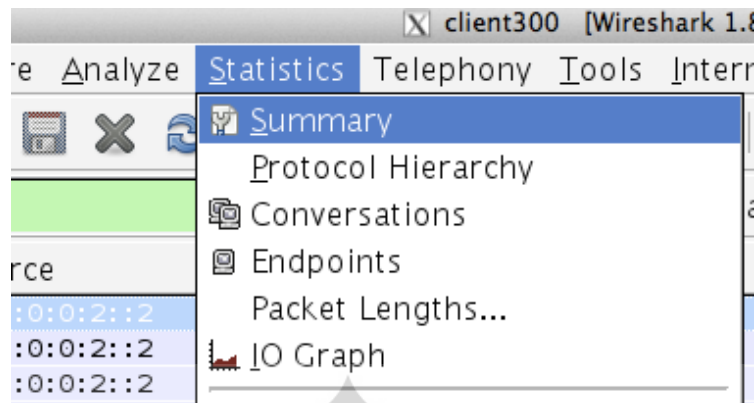 client300 [Wireshark 1.8
re Analyze Statistics Telephony Tools Intern
Summary
Protocol Hierarchy
Conversations
Endpoints
Packet Lengths...
IO Graph
rce
:0:0:2::2
:0:0:2::2
:0:0:2::2